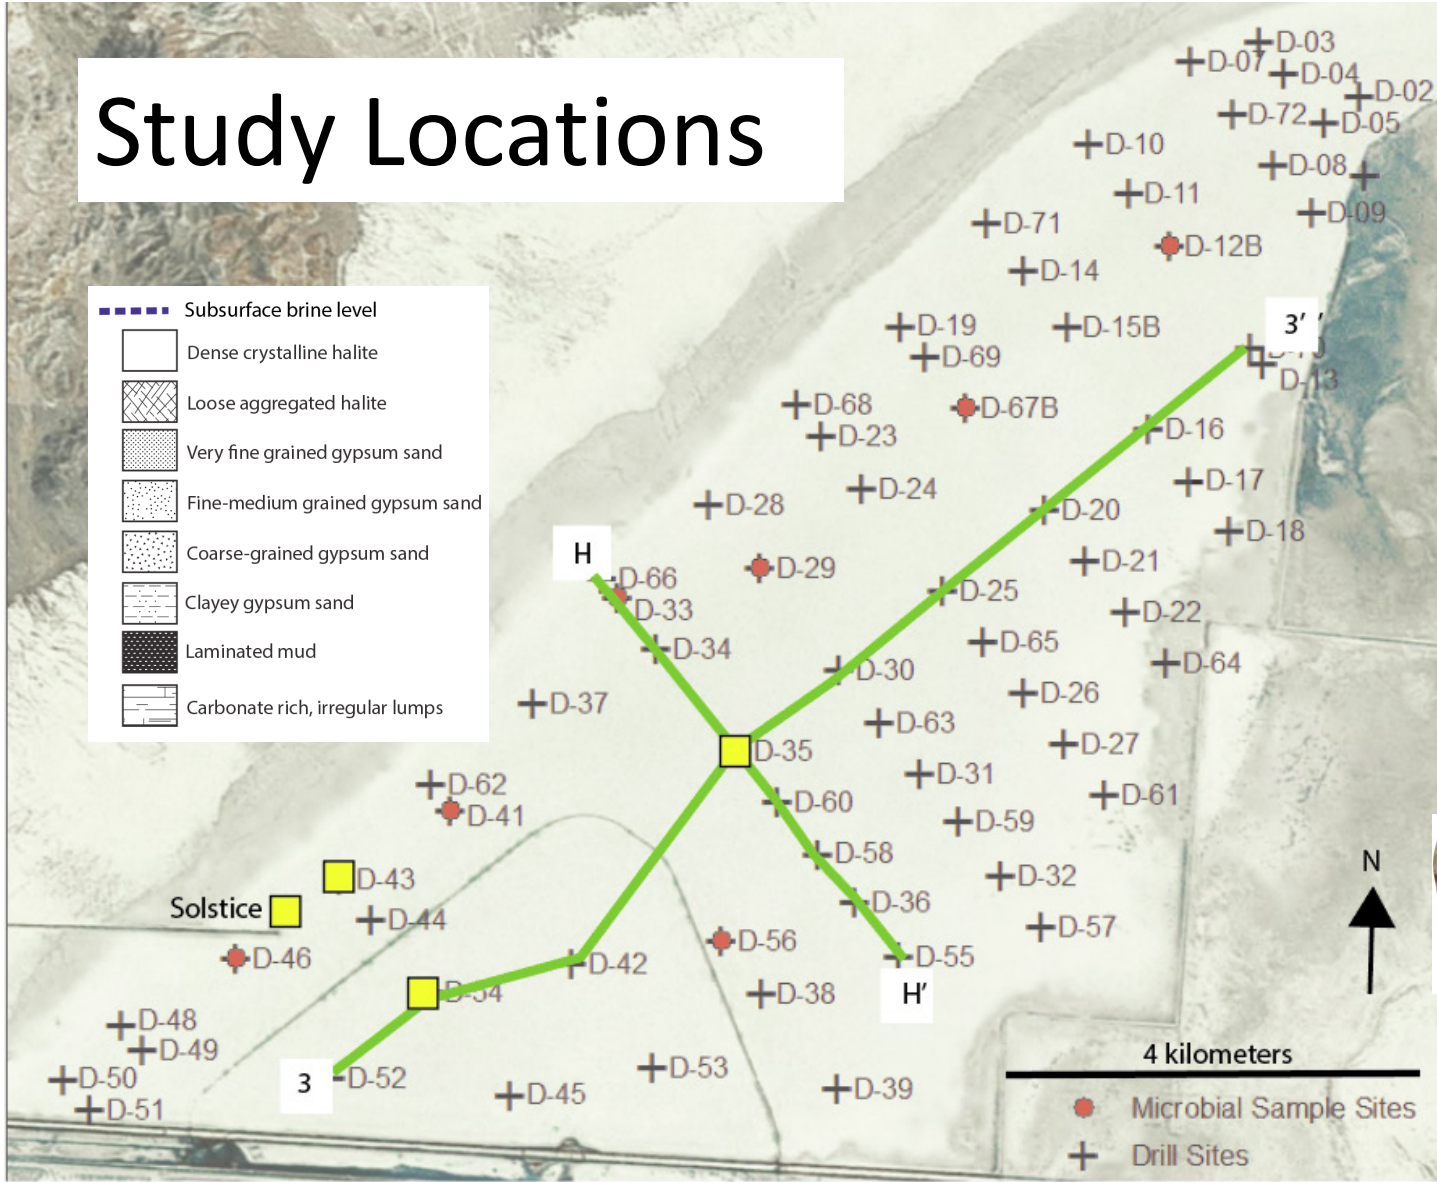 Study Locations
Subsurface brine level
Dense crystalline halite
Loose aggregated halite
Very fine grained gypsum sand
Fine-medium grained gypsum sand
Coarse-grained gypsum sand
Clayey gypsum sand
Laminated mud
Carbonate rich, irregular lumps
D-03
D-07
D-04
D-02
D-72
D-05
D-10
D-08
D-11
D-09
D-71
D-12B
D-14
3’ ’
D-19
D-15B
D-69
D-13
D-68
D-67B
D-23
D-16
D-24
D-17
D-28
D-20
D-18
H
D-29
D-21
D-66
D-25
D-33
D-22
D-34
D-65
D-64
D-30
D-26
D-37
D-63
D-35
D-27
D-62
D-31
D-61
D-41
D-60
D-59
D-58
D-43
D-32
N
Solstice
D-44
D-36
D-57
D-46
D-56
D-42
D-55
D-54
D-38
H’
D-48
D-49
4 kilometers
D-50
3
D-52
D-53
D-51
D-45
D-39
Microbial Sample Sites
Drill Sites